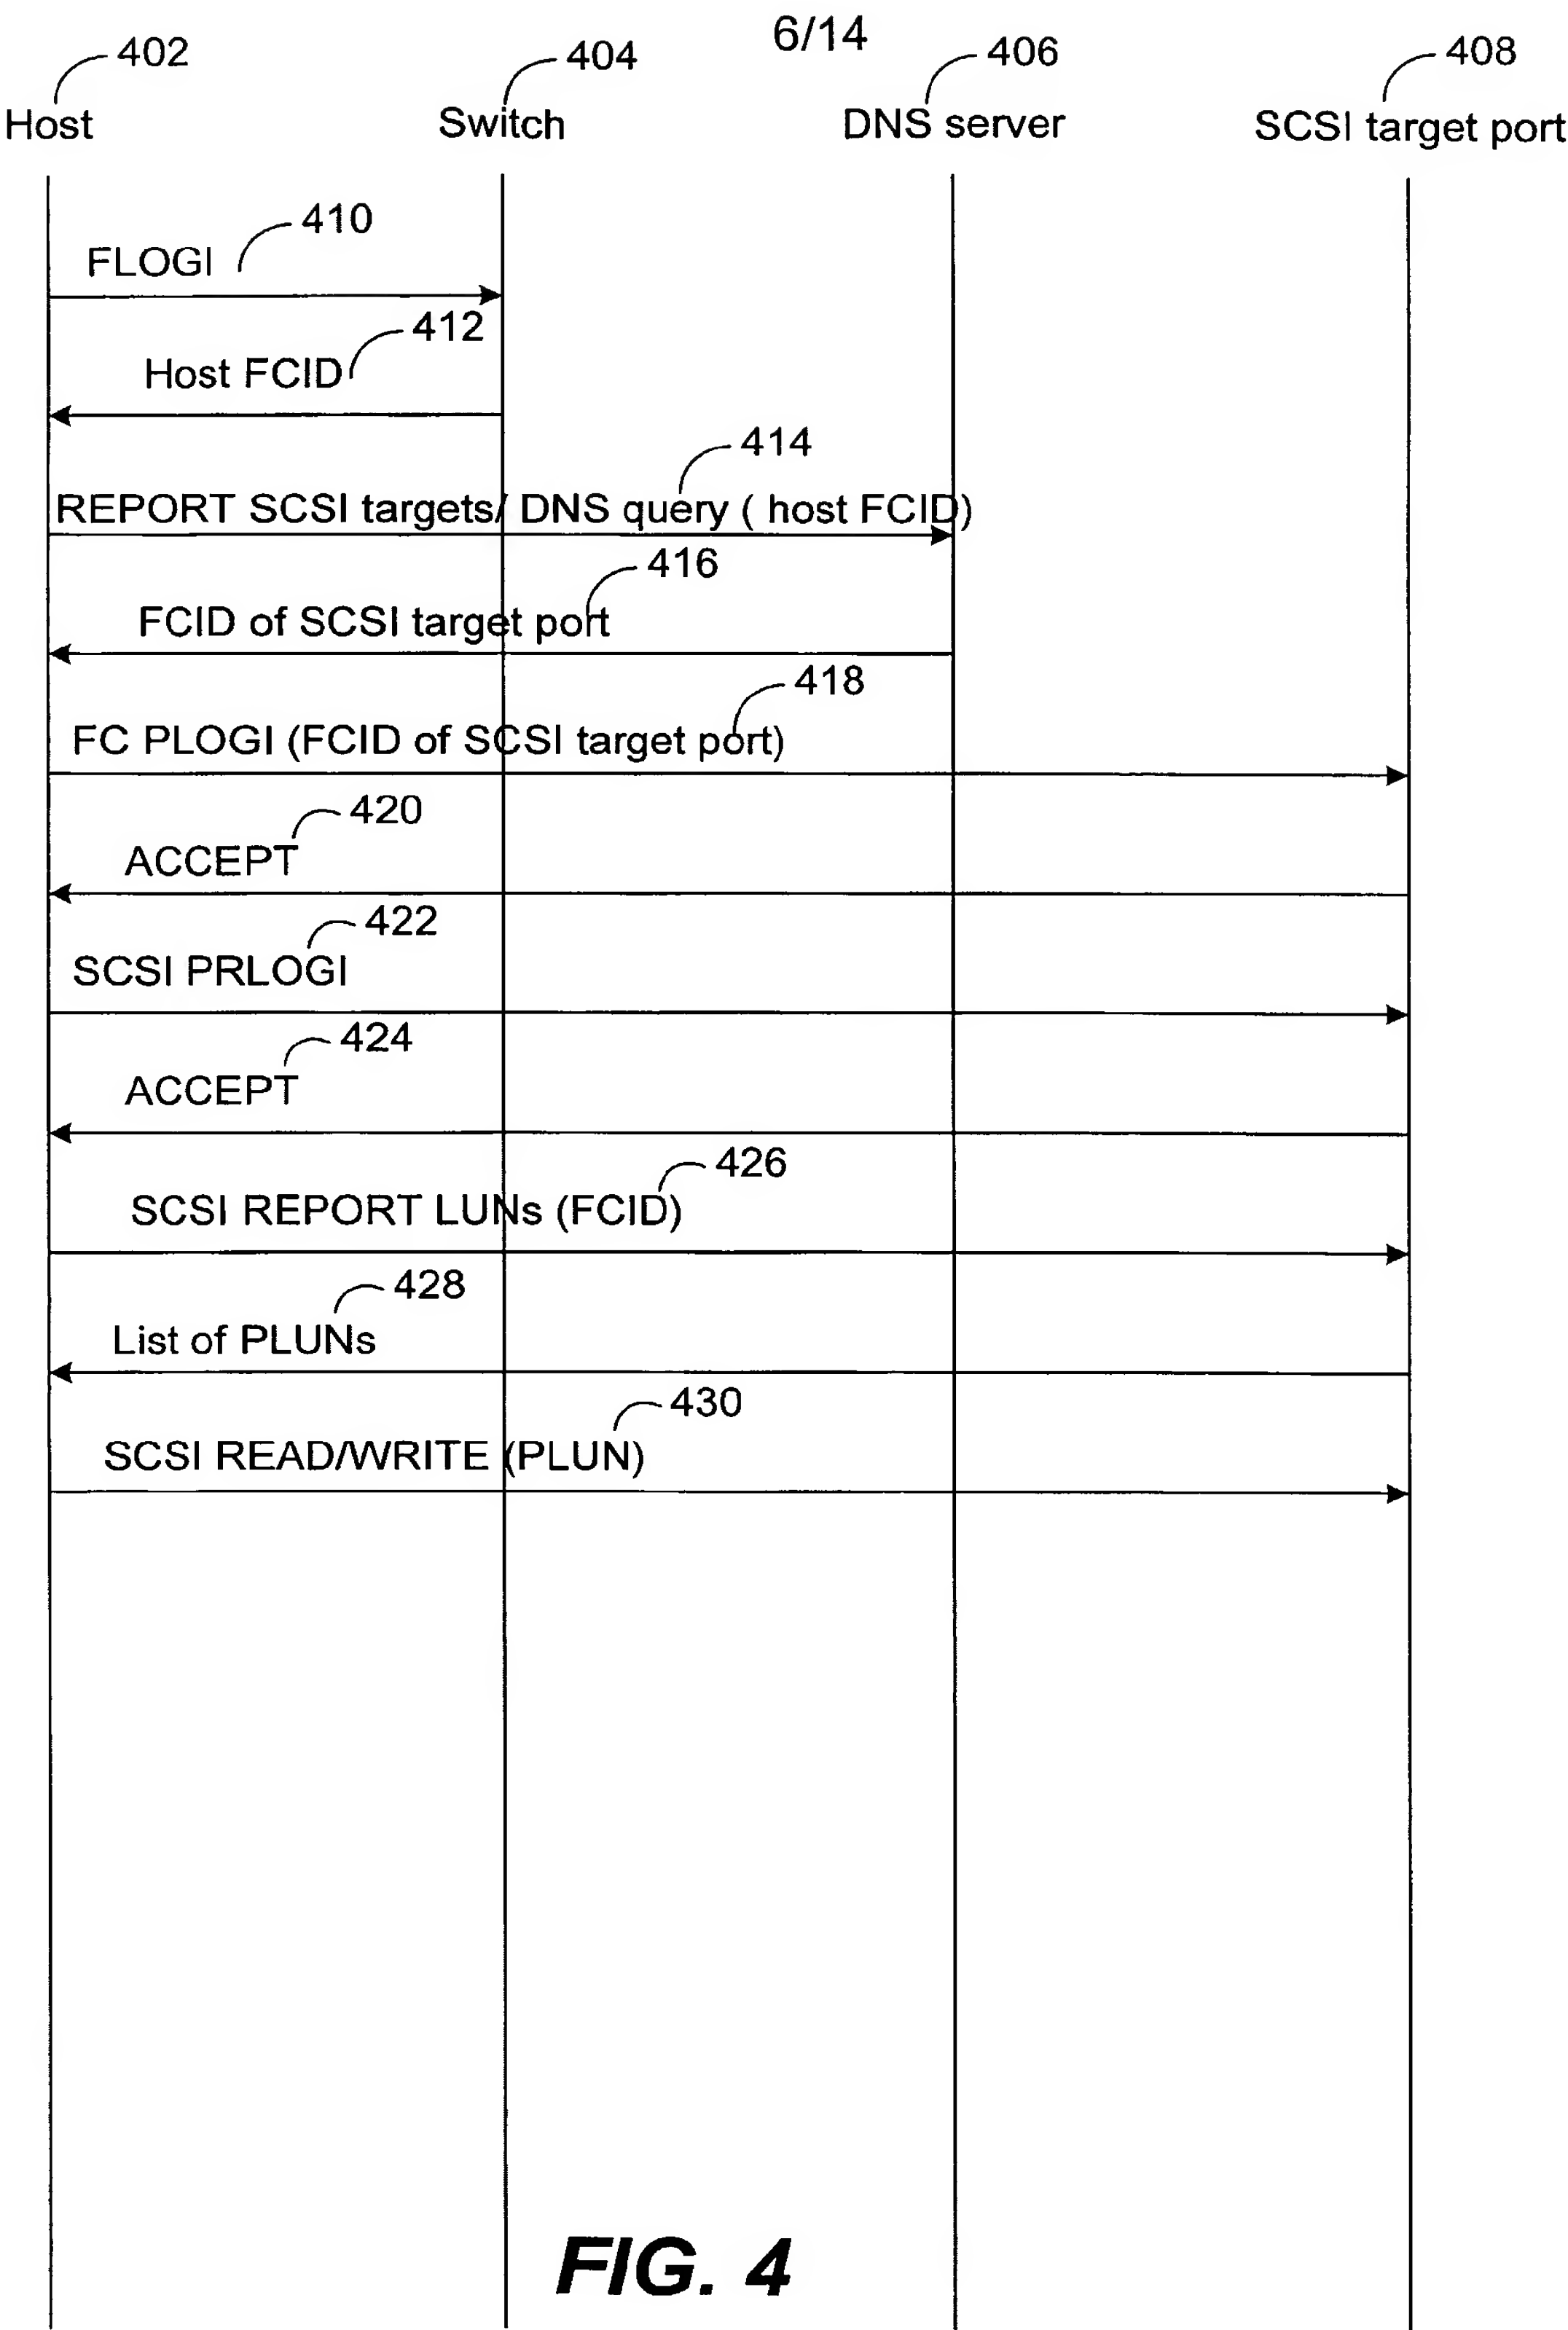 6/14
402
404
406
408
Host
Switch
DNS server
SCSI target port
410
FLOGI
412
Host FCID
414
REPORT SCSI targets/ DNS query ( host FCID)
416
FCID of SCSI target port
418
FC PLOGI (FCID of SCSI target port)
420
ACCEPT
422
SCSI PRLOGI
424
ACCEPT
426
SCSI REPORT LUNs (FCID)
428
List of PLUNs
430
SCSI READ/WRITE (PLUN)
FIG. 4